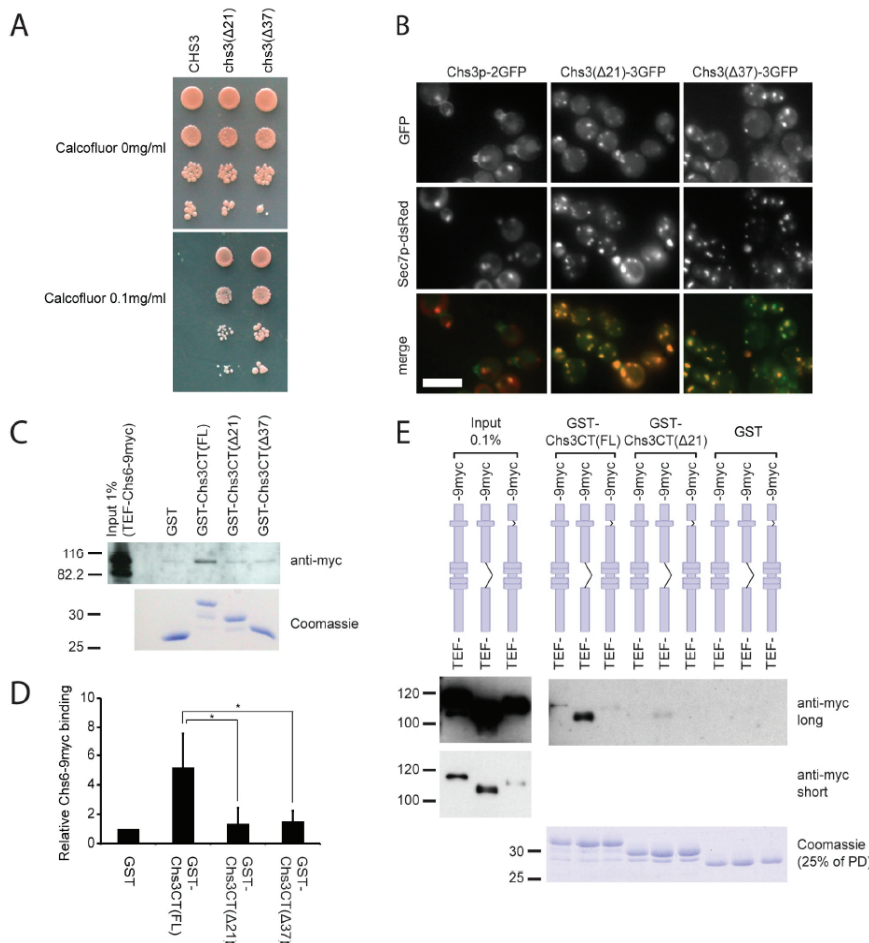 A
CHS3
chs3(Δ21)
chs3(Δ37)
Calcofluor 0mg/ml
Calcofluor 0.1mg/ml
B
Chs3p-2GFP
Chs3(Δ21)-3GFP
Chs3(Δ37)-3GFP
GFP
Sec7p-dsRed
merge
C
Input 1%
(TEF-Chs6-9myc)
GST
GST-Chs3CT(FL)
GST-Chs3CT(Δ21)
GST-Chs3CT(Δ37)
116
82.2
anti-myc
30
25
Coomassie
D
Relative Chs6-9myc binding
10
8
6
4
2
0
*
*
GST
GST-
Chs3CT(FL)
GST-
Chs3CT(Δ21)
GST-
Chs3CT(Δ37)
E
Input
0.1%
GST-
Chs3CT(FL)
GST-
Chs3CT(Δ21)
GST
-9myc
-9myc
-9myc
-9myc
-9myc
-9myc
-9myc
-9myc
-9myc
-9myc
-9myc
-9myc
TEF-
TEF-
TEF-
TEF-
TEF-
TEF-
TEF-
TEF-
TEF-
TEF-
TEF-
TEF-
120
100
anti-myc
long
120
100
anti-myc
short
30
25
Coomassie
(25% of PD)